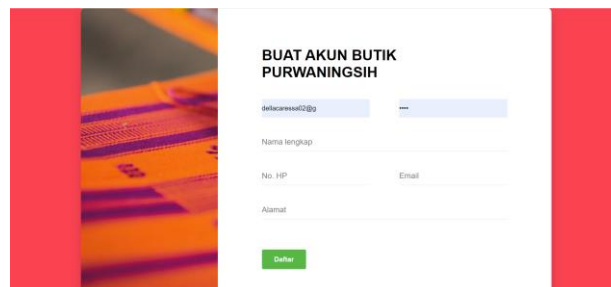 BUAT AKUN BUTIK
PURWANINGSIH
dellacaressa02@g ••••
Nama lengkap
No. HP Email
Alamat
Daftar